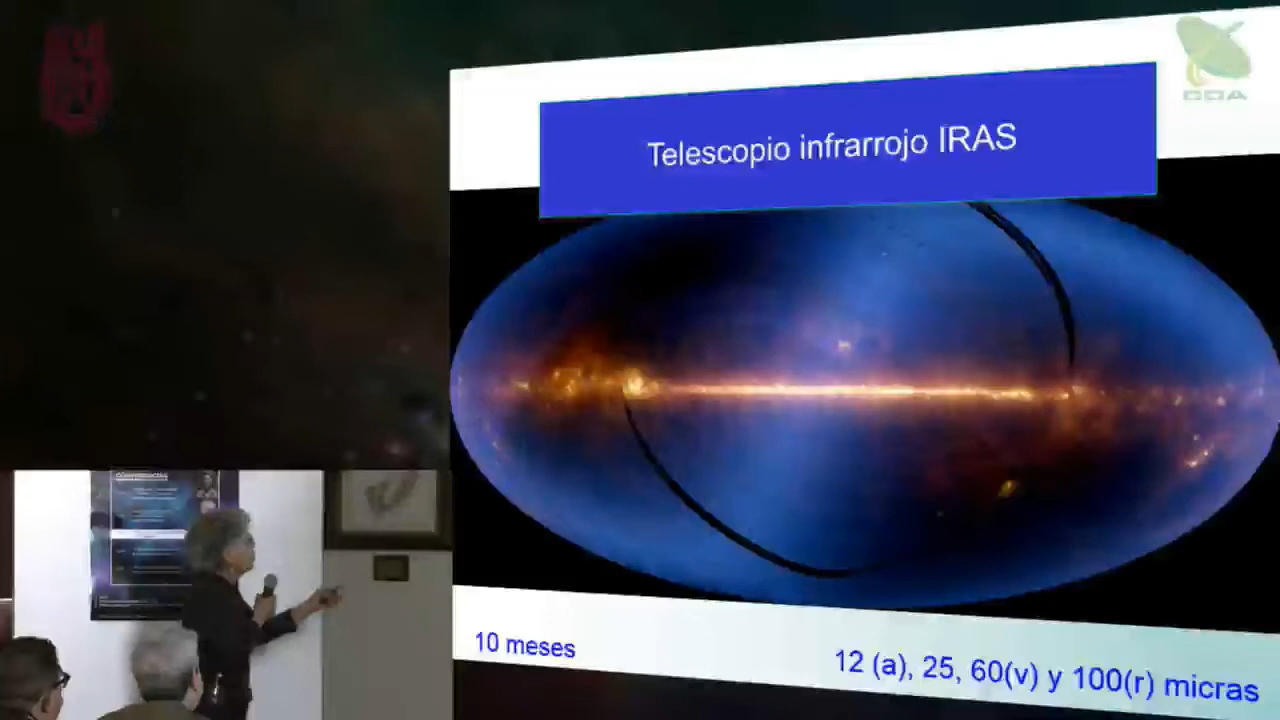 Telescopio infrarrojo IRAS
10 meses
12 (a), 25, 60(v) y 100(r) micras